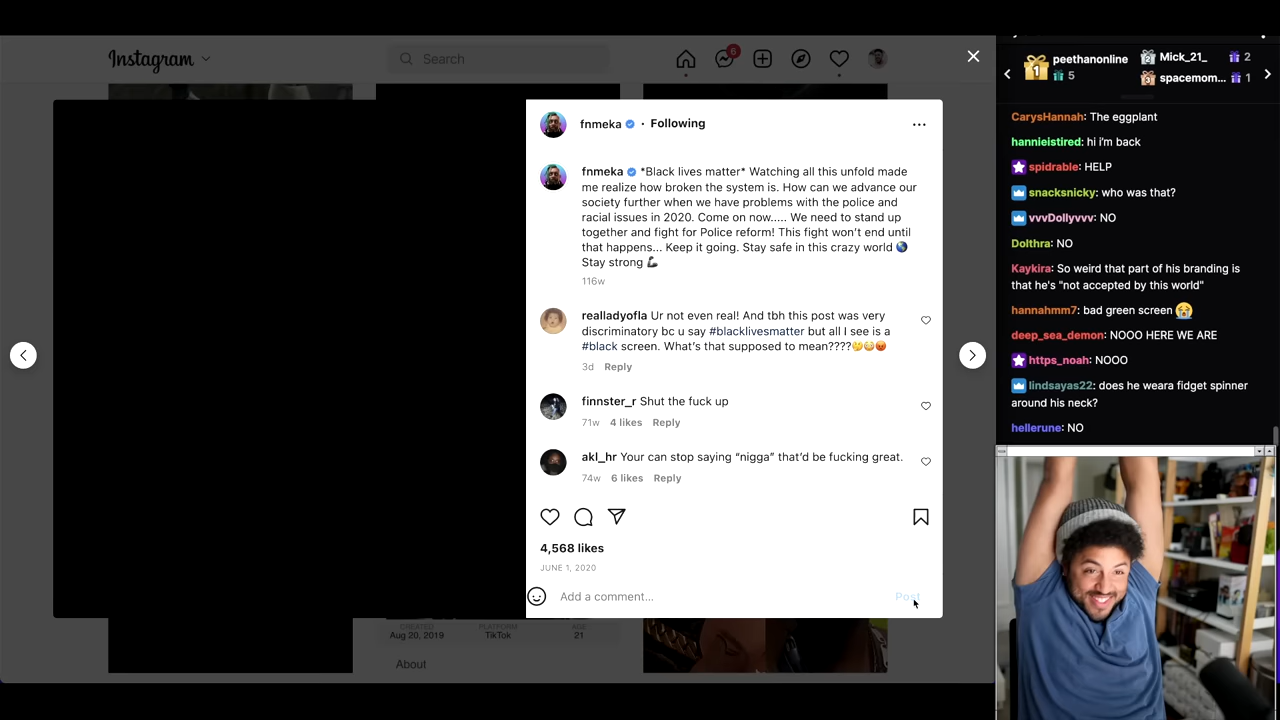 Instagram
Search
6
fnmeka • Following
fnmeka *Black lives matter* Watching all this unfold made
me realize how broken the system is. How can we advance our
society further when we have problems with the police and
racial issues in 2020. Come on now..... We need to stand up
together and fight for Police reform! This fight won't end until
that happens... Keep it going. Stay safe in this crazy world 🌎
Stay strong 💪
116w
realladyofla Ur not even real! And tbh this post was very
discriminatory bc u say #blacklivesmatter but all I see is a
#black screen. What's that supposed to mean????🤔😳😡
3d Reply
finnster_r Shut the fuck up
71w 4 likes Reply
akl_hr Your can stop saying “nigga” that'd be fucking great.
74w 6 likes Reply
4,568 likes
JUNE 1, 2020
Add a comment...
Post
CREATED PLATFORM AGE
Aug 20, 2019 TikTok 21
About
1 peethanonline
5
Mick_21_ 2
spacemom... 1
CarysHannah: The eggplant
hannieistired: hi i'm back
spidrable: HELP
snacksnicky: who was that?
vvvDollyvvv: NO
Dolthra: NO
Kaykira: So weird that part of his branding is
that he's "not accepted by this world"
hannahmm7: bad green screen 😭
deep_sea_demon: NOOO HERE WE ARE
https_noah: NOOO
lindsayas22: does he weara fidget spinner
around his neck?
hellerune: NO